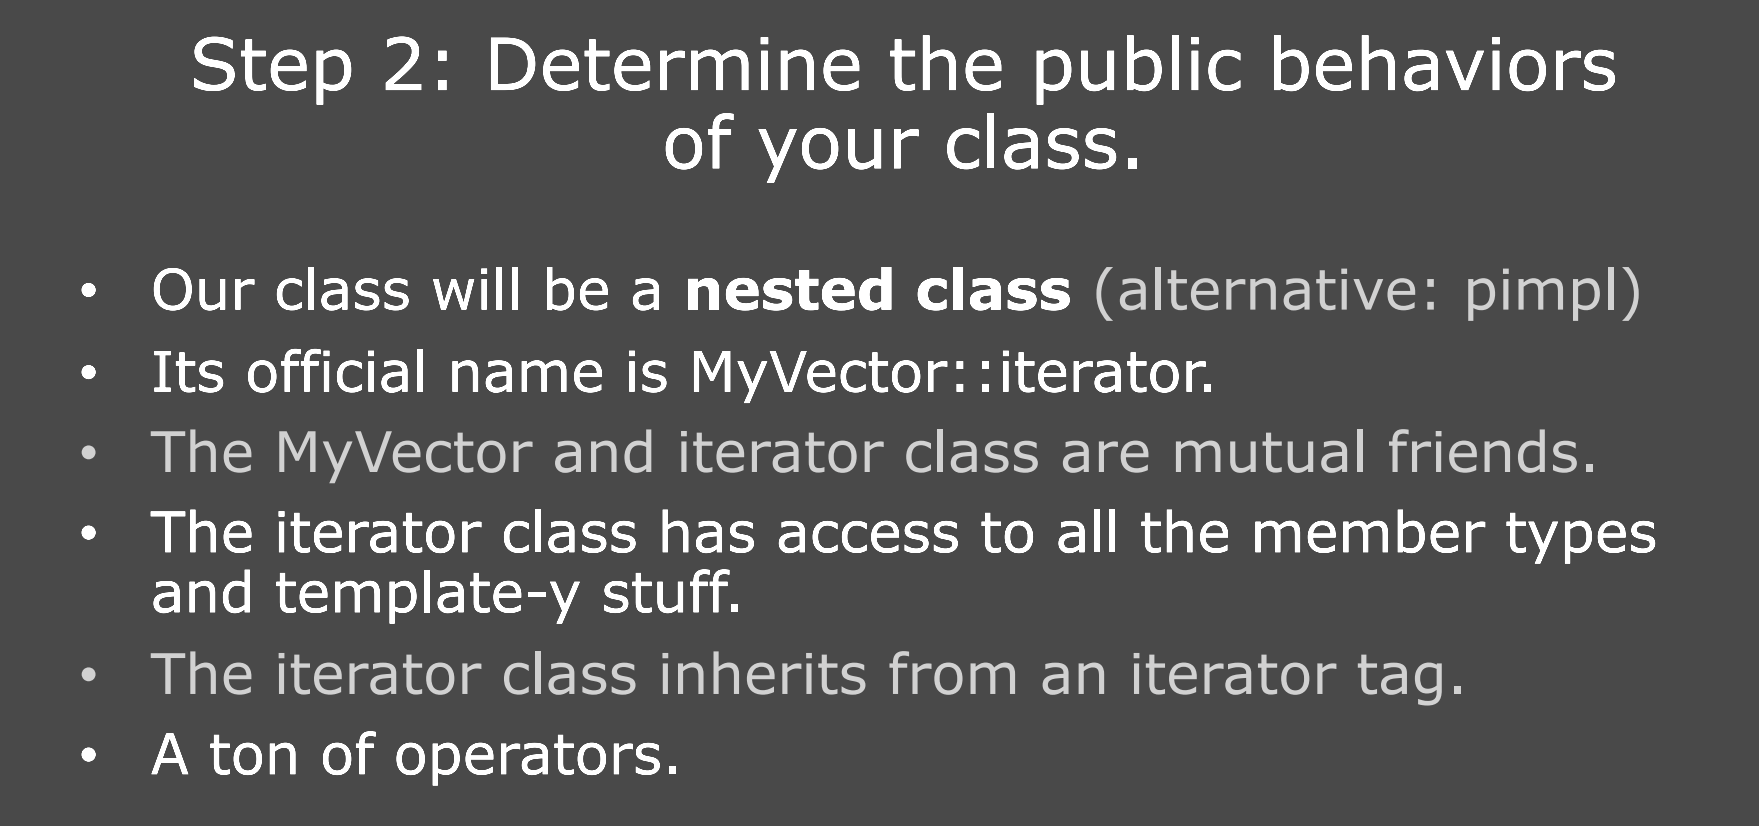 Step 2: Determine the public behaviors
of your class.
• Our class will be a nested class (alternative: pimpl)
• Its official name is MyVector::iterator.
• The MyVector and iterator class are mutual friends.
• The iterator class has access to all the member types
and template-y stuff.
• The iterator class inherits from an iterator tag.
• A ton of operators.